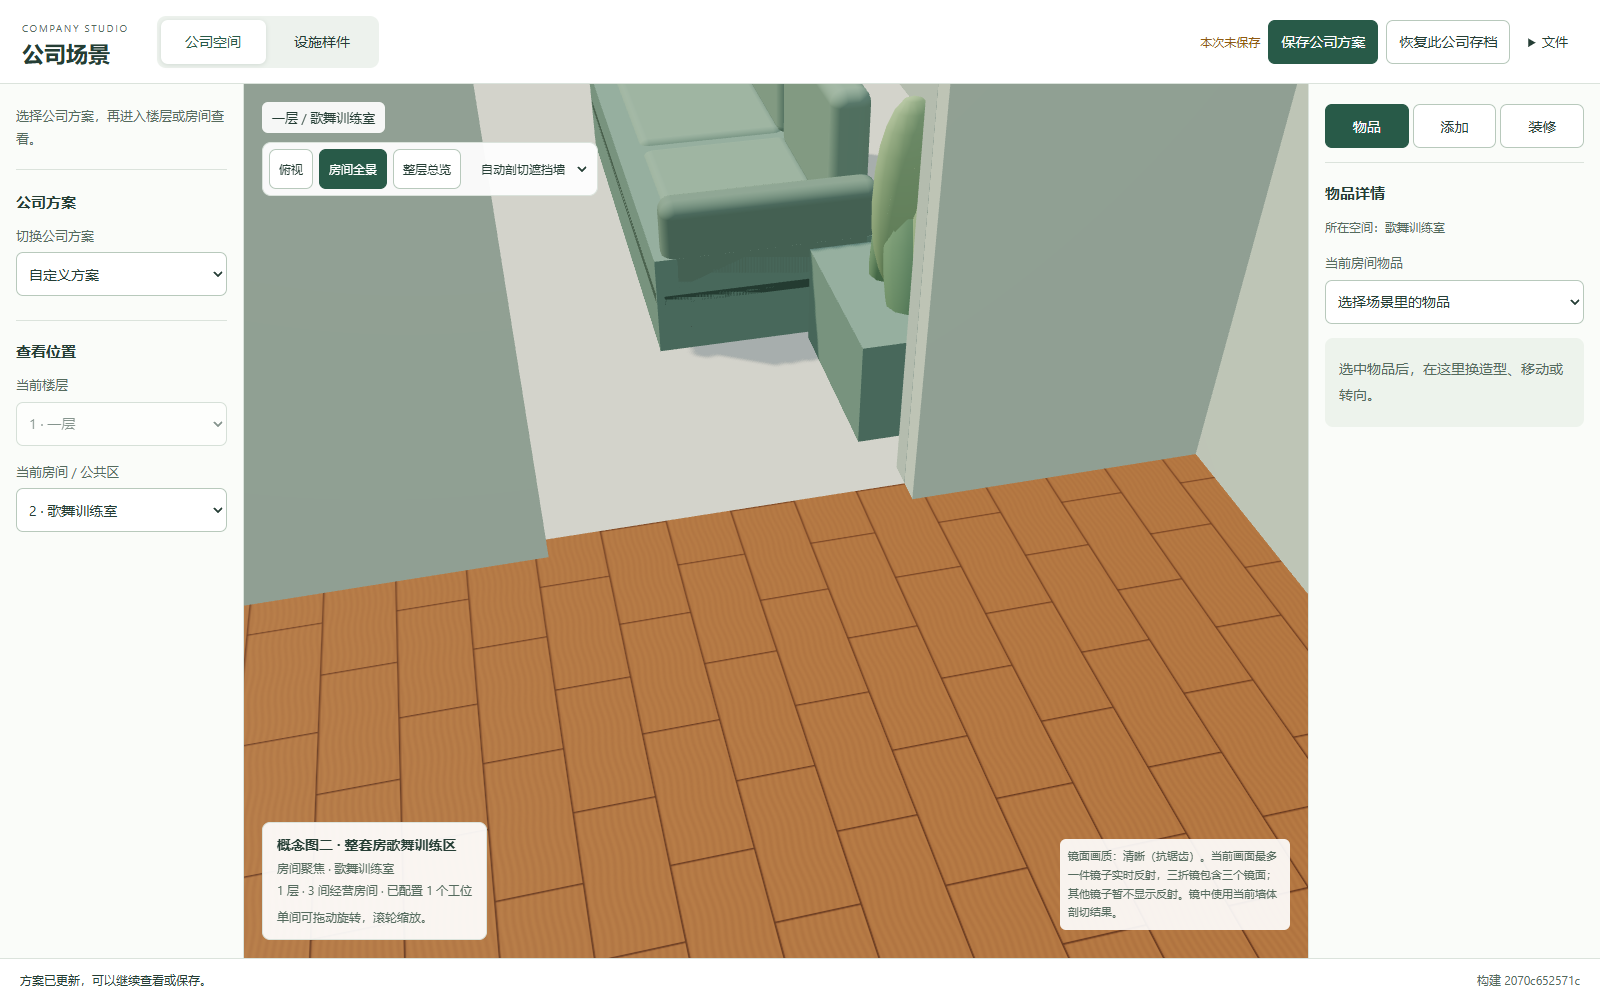 COMPANY STUDIO
公司场景
公司空间
设施样件
本次未保存
保存公司方案
恢复此公司存档
▶ 文件
选择公司方案，再进入楼层或房间查
看。
公司方案
切换公司方案
自定义方案
查看位置
当前楼层
1 · 一层
当前房间 / 公共区
2 · 歌舞训练室
一层 / 歌舞训练室
俯视
房间全景
整层总览
自动剖切遮挡墙
概念图二 · 整套房歌舞训练区
房间聚焦 · 歌舞训练室
1 层 · 3 间经营房间 · 已配置 1 个工位
单间可拖动旋转，滚轮缩放。
镜面画质：清晰（抗锯齿）。当前画面最多
一件镜子实时反射，三折镜包含三个镜面；
其他镜子暂不显示反射。镜中使用当前墙体
剖切结果。
物品
添加
装修
物品详情
所在空间：歌舞训练室
当前房间物品
选择场景里的物品
选中物品后，在这里换造型、移动或
转向。
方案已更新，可以继续查看或保存。
构建 2070c652571c